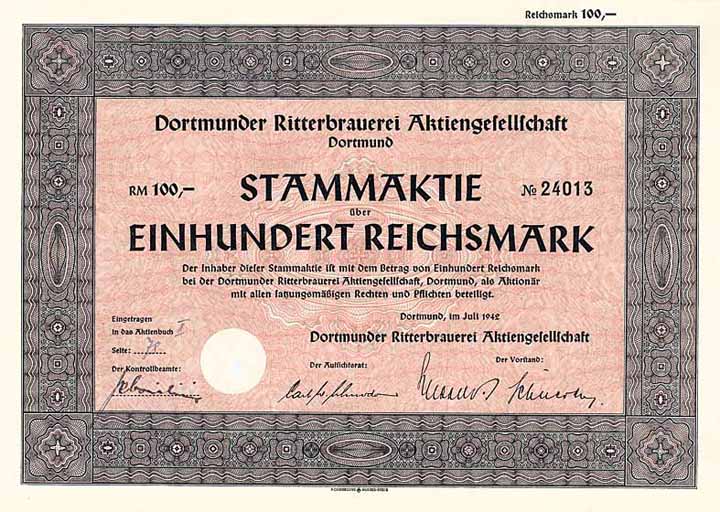 Reichsmark 100,—
Dortmunder Ritterbrauerei Aktiengesellschaft
Dortmund
RM 100,— STAMMAKTIE № 24013
über
EINHUNDERT REICHSMARK
Der Inhaber dieser Stammaktie ist mit dem Betrag von Einhundert Reichsmark
bei der Dortmunder Ritterbrauerei Aktiengesellschaft, Dortmund, als Aktionär
mit allen satzungsmäßigen Rechten und Pflichten beteiligt.
Dortmund, im Juli 1942
Dortmunder Ritterbrauerei Aktiengesellschaft
Eingetragen
in das Aktienbuch I
Seite: 78
Der Kontrollbeamte:
Der Aufsichtsrat:
Der Vorstand: